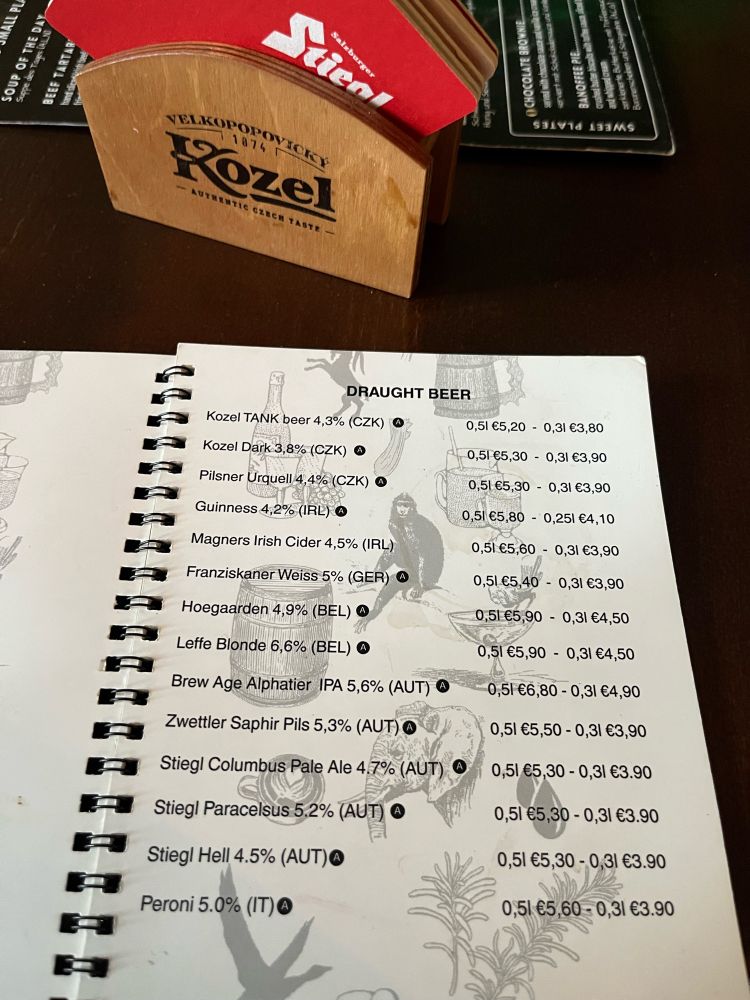 SMALL PLA
SOUP OF THE DAY
BEEF TARTAR
Salzburger
Stiegl
CHOCOLATE BROWNIE
BANOFFEE PIE
SWEET PLATES
VELKOPOPOVICKÝ
1874
Kozel
AUTHENTIC CZECH TASTE
DRAUGHT BEER
Kozel TANK beer 4,3% (CZK) A 0,5l €5,20 - 0,3l €3,80
Kozel Dark 3,8% (CZK) A 0,5l €5,30 - 0,3l €3,90
Pilsner Urquell 4,4% (CZK) A 0,5l €5,30 - 0,3l €3,90
Guinness 4,2% (IRL) A 0,5l €5,80 - 0,25l €4,10
Magners Irish Cider 4,5% (IRL) 0,5l €5,60 - 0,3l €3,90
Franziskaner Weiss 5% (GER) A 0,5l €5,40 - 0,3l €3,90
Hoegaarden 4,9% (BEL) A 0,5l €5,90 - 0,3l €4,50
Leffe Blonde 6,6% (BEL) A 0,5l €5,90 - 0,3l €4,50
Brew Age Alphatier IPA 5,6% (AUT) A 0,5l €6,80 - 0,3l €4,90
Zwettler Saphir Pils 5,3% (AUT) A 0,5l €5,50 - 0,3l €3,90
Stiegl Columbus Pale Ale 4.7% (AUT) A 0,5l €5,30 - 0,3l €3.90
Stiegl Paracelsus 5.2% (AUT) A 0,5l €5,30 - 0,3l €3.90
Stiegl Hell 4.5% (AUT) A 0,5l €5,30 - 0,3l €3.90
Peroni 5.0% (IT) A 0,5l €5,60 - 0,3l €3.90